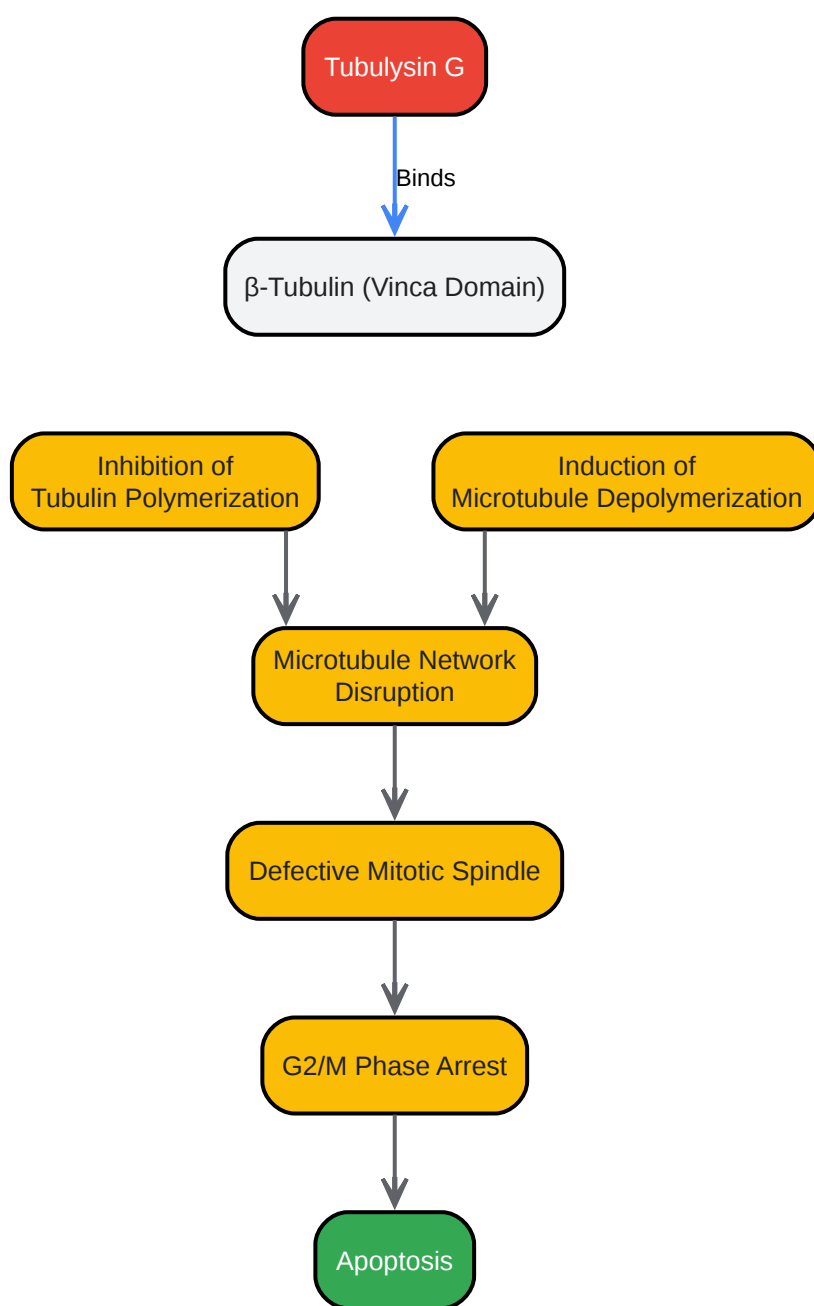 Tubulysin G
Binds
β-Tubulin (Vinca Domain)
Inhibition of
Tubulin Polymerization
Induction of
Microtubule Depolymerization
Microtubule Network
Disruption
Defective Mitotic Spindle
G2/M Phase Arrest
Apoptosis